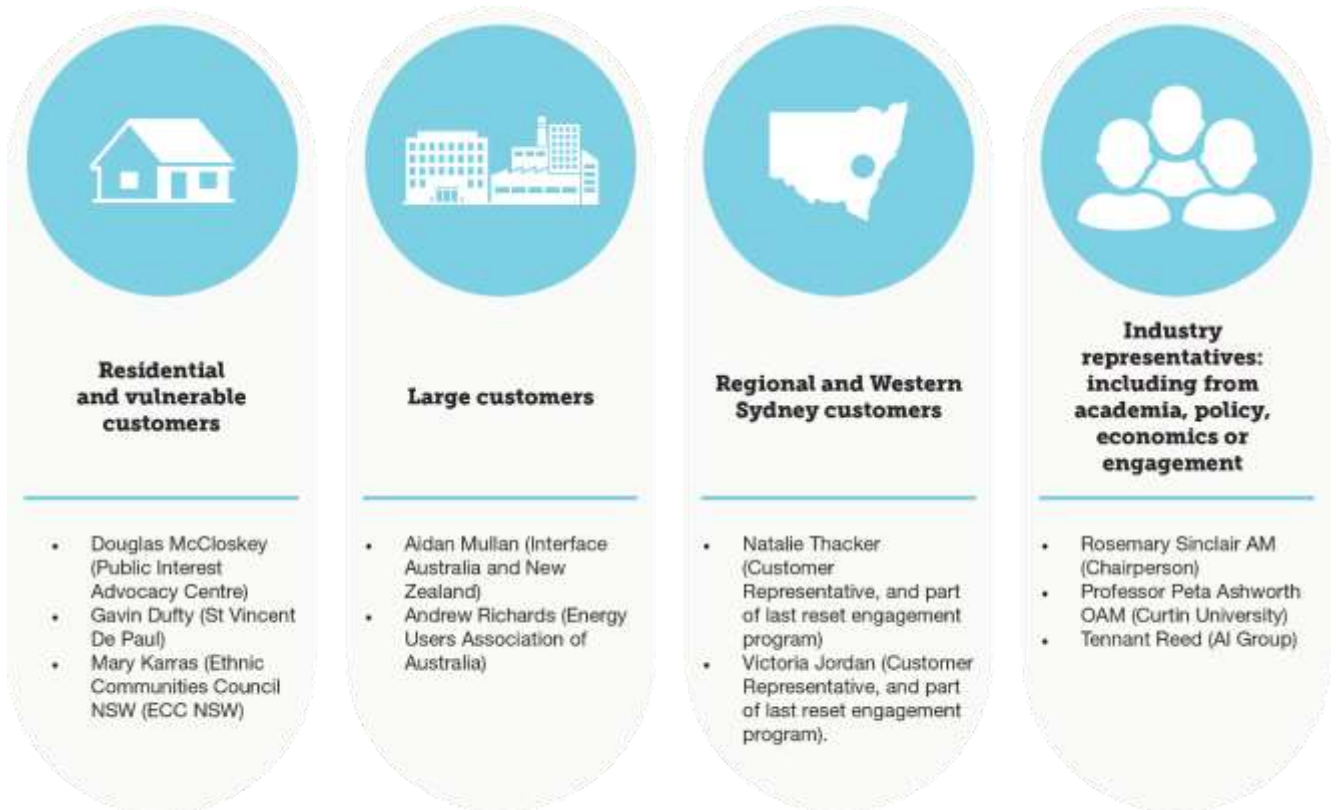 Residential
and vulnerable
customers
• Douglas McCloskey
(Public Interest
Advocacy Centre)
• Gavin Dufty (St Vincent
De Paul)
• Mary Karras (Ethnic
Communities Council
NSW (ECC NSW)
Large customers
• Aidan Mullan (Interface
Australia and New
Zealand)
• Andrew Richards (Energy
Users Association of
Australia)
Regional and Western
Sydney customers
• Natalie Thacker
(Customer
Representative, and part
of last reset engagement
program)
• Victoria Jordan (Customer
Representative, and part
of last reset engagement
program).
Industry
representatives:
including from
academia, policy,
economics or
engagement
• Rosemary Sinclair AM
(Chairperson)
• Professor Peta Ashworth
OAM (Curtin University)
• Tennant Reed (AI Group)